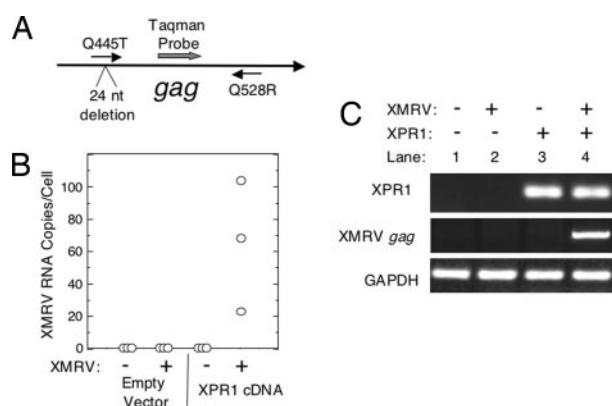 A
Q445T
Taqman
Probe
24 nt
deletion
gag
Q528R
B
XMRV RNA Copies/Cell
100
80
60
40
20
0
XMRV: - + - +
Empty
Vector
XPR1 cDNA
C
XMRV: - + - +
XPR1: - - + +
Lane: 1 2 3 4
XPR1
XMRV gag
GAPDH